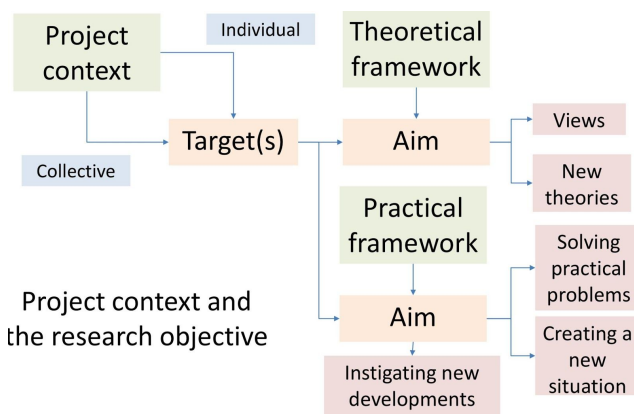 Project
context
Individual
Theoretical
framework
Target(s)
Aim
Views
Collective
New
theories
Practical
framework
Solving
practical
problems
Project context and
the research objective
Aim
Creating a
new
situation
Instigating new
developments